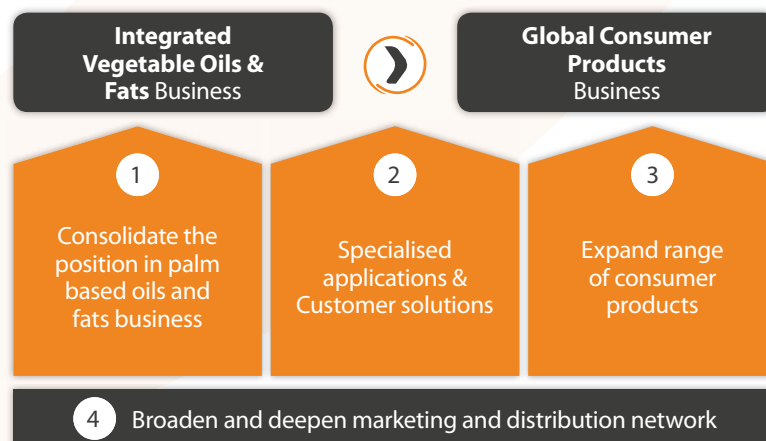 Integrated
Vegetable Oils &
Fats Business
Global Consumer
Products
Business
1
Consolidate the
position in palm
based oils and
fats business
2
Specialised
applications &
Customer solutions
3
Expand range
of consumer
products
4 Broaden and deepen marketing and distribution network